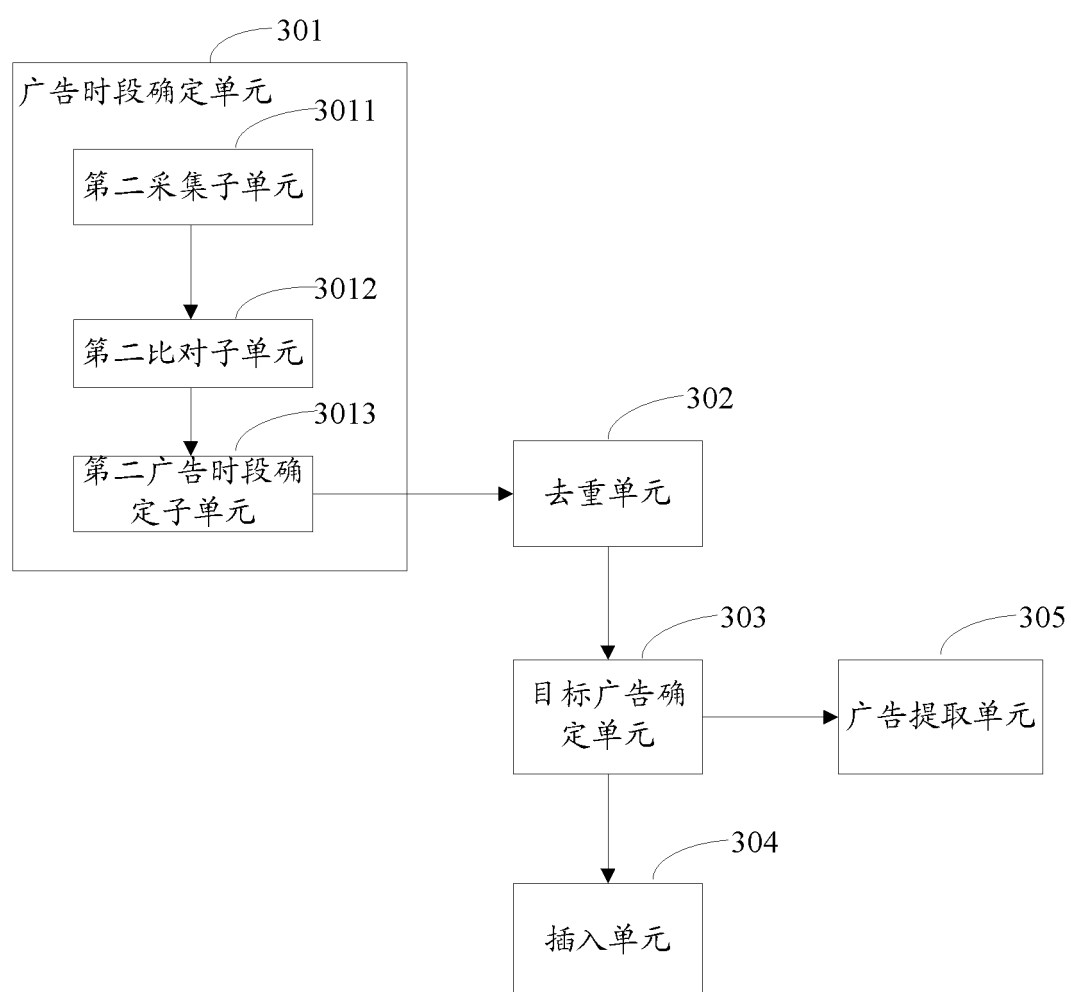 301
广告时段确定单元
3011
第二采集子单元
3012
第二比对子单元
3013
第二广告时段确
定子单元
302
去重单元
303
目标广告确
定单元
305
广告提取单元
304
插入单元